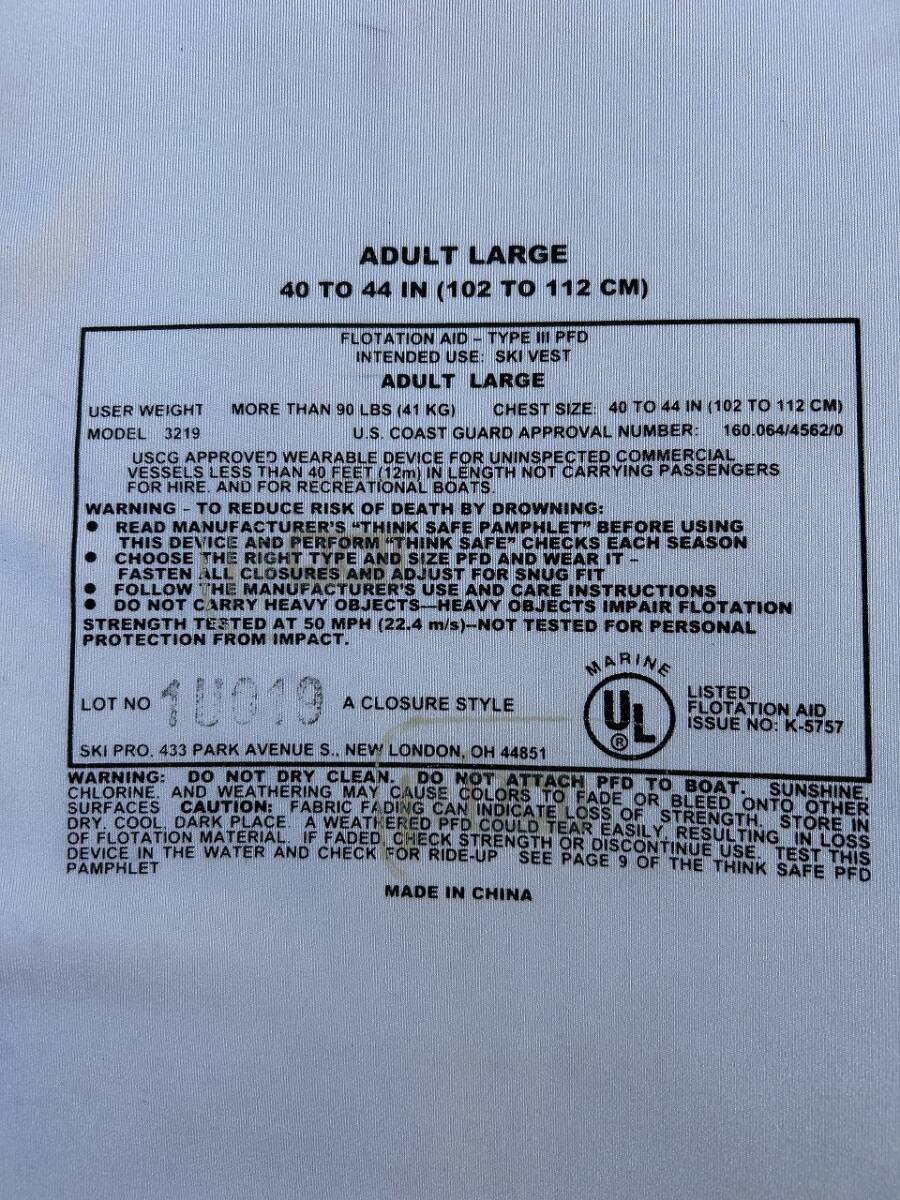 ADULT LARGE
40 TO 44 IN (102 TO 112 CM)
FLOTATION AID – TYPE III PFD
INTENDED USE: SKI VEST
ADULT LARGE
USER WEIGHT MORE THAN 90 LBS (41 KG) CHEST SIZE: 40 TO 44 IN (102 TO 112 CM)
MODEL 3219 U.S. COAST GUARD APPROVAL NUMBER: 160.064/4562/0
USCG APPROVED WEARABLE DEVICE FOR UNINSPECTED COMMERCIAL
VESSELS LESS THAN 40 FEET (12m) IN LENGTH NOT CARRYING PASSENGERS
FOR HIRE. AND FOR RECREATIONAL BOATS.
WARNING – TO REDUCE RISK OF DEATH BY DROWNING:
● READ MANUFACTURER'S "THINK SAFE PAMPHLET" BEFORE USING
THIS DEVICE AND PERFORM "THINK SAFE" CHECKS EACH SEASON
● CHOOSE THE RIGHT TYPE AND SIZE PFD AND WEAR IT –
FASTEN ALL CLOSURES AND ADJUST FOR SNUG FIT
● FOLLOW THE MANUFACTURER'S USE AND CARE INSTRUCTIONS
● DO NOT CARRY HEAVY OBJECTS—HEAVY OBJECTS IMPAIR FLOTATION
STRENGTH TESTED AT 50 MPH (22.4 m/s)–NOT TESTED FOR PERSONAL
PROTECTION FROM IMPACT.
MARINE
LOT NO 1U019 A CLOSURE STYLE
UL ®
LISTED
FLOTATION AID
ISSUE NO: K-5757
SKI PRO. 433 PARK AVENUE S., NEW LONDON, OH 44851
WARNING: DO NOT DRY CLEAN. DO NOT ATTACH PFD TO BOAT. SUNSHINE,
CHLORINE. AND WEATHERING MAY CAUSE COLORS TO FADE OR BLEED ONTO OTHER
SURFACES CAUTION: FABRIC FADING CAN INDICATE LOSS OF STRENGTH. STORE IN
DRY, COOL, DARK PLACE. A WEATHERED PFD COULD TEAR EASILY, RESULTING IN LOSS
OF FLOTATION MATERIAL. IF FADED, CHECK STRENGTH OR DISCONTINUE USE. TEST THIS
DEVICE IN THE WATER AND CHECK FOR RIDE-UP SEE PAGE 9 OF THE THINK SAFE PFD
PAMPHLET
MADE IN CHINA